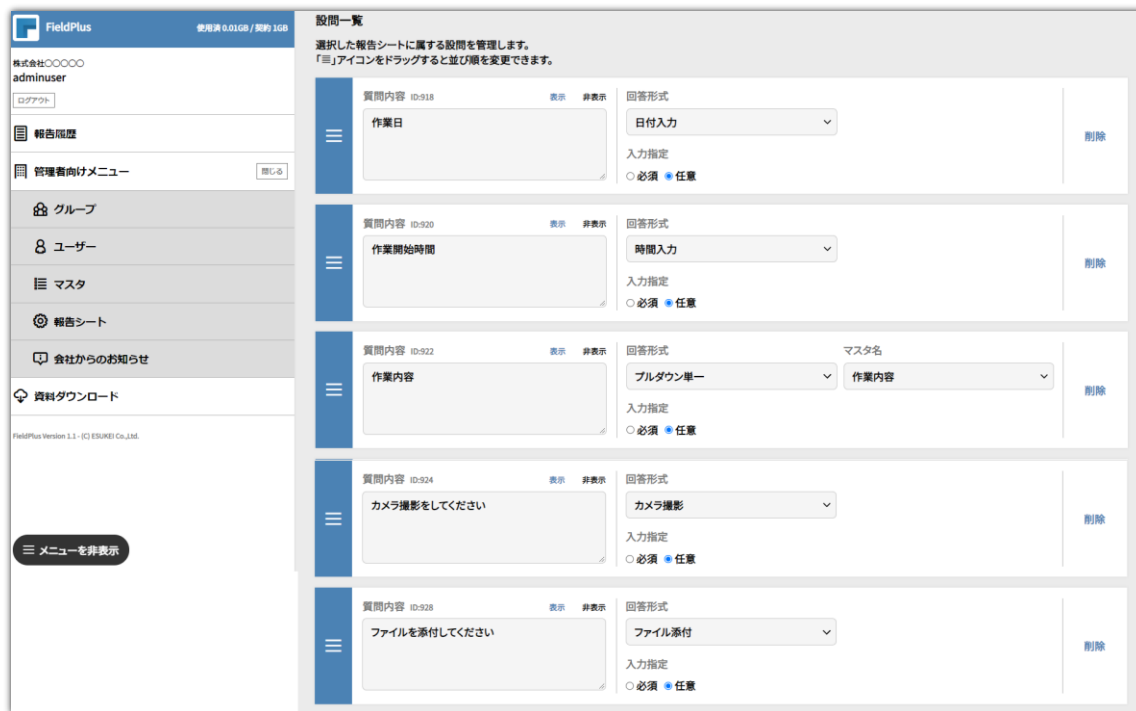 FieldPlus 使用済 0.01GB / 契約 1GB
株式会社〇〇〇〇〇
adminuser
ログアウト
報告履歴
管理者向けメニュー 閉じる
グループ
ユーザー
マスタ
報告シート
会社からのお知らせ
資料ダウンロード
FieldPlus Version 1.1 - (C) ESUKEI Co.,Ltd.
メニューを非表示
設問一覧
選択した報告シートに属する設問を管理します。
「☰」アイコンをドラッグすると並び順を変更できます。
質問内容 ID:918 表示 非表示 回答形式
作業日 日付入力
入力指定
必須 任意
削除
質問内容 ID:920 表示 非表示 回答形式
作業開始時間 時間入力
入力指定
必須 任意
削除
質問内容 ID:922 表示 非表示 回答形式 マスタ名
作業内容 プルダウン単一 作業内容
入力指定
必須 任意
削除
質問内容 ID:924 表示 非表示 回答形式
カメラ撮影をしてください カメラ撮影
入力指定
必須 任意
削除
質問内容 ID:928 表示 非表示 回答形式
ファイルを添付してください ファイル添付
入力指定
必須 任意
削除